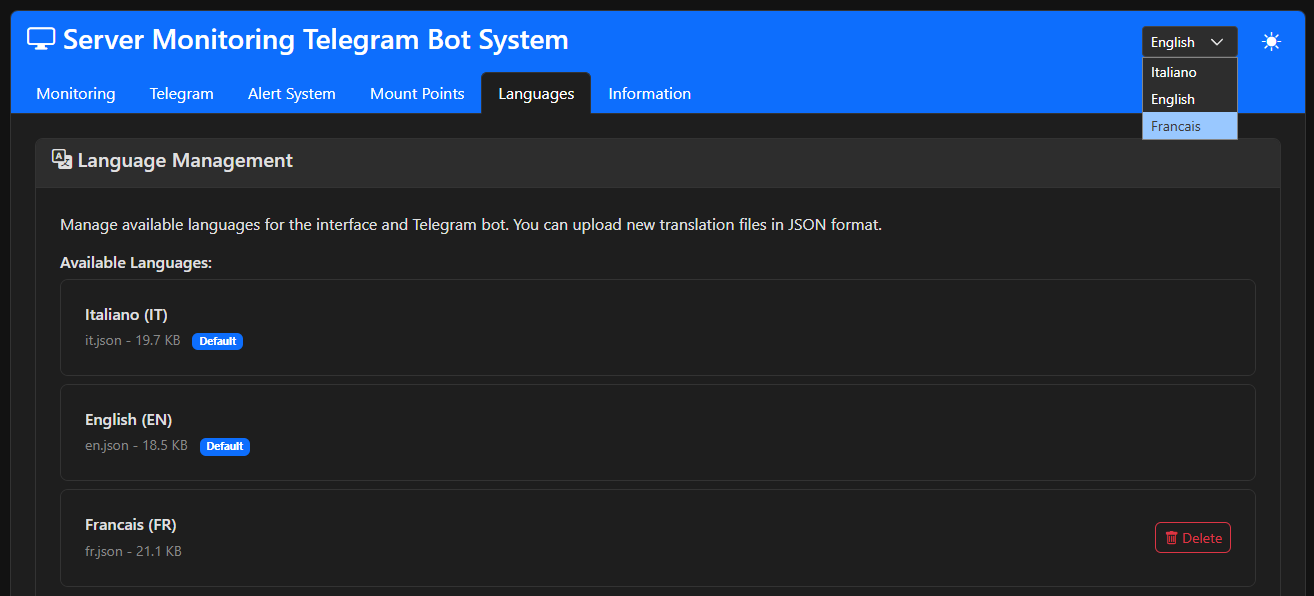 Server Monitoring Telegram Bot System
English
Italiano
English
Francais
Monitoring Telegram Alert System Mount Points Languages Information
Language Management
Manage available languages for the interface and Telegram bot. You can upload new translation files in JSON format.
Available Languages:
Italiano (IT)
it.json - 19.7 KB Default
English (EN)
en.json - 18.5 KB Default
Francais (FR)
fr.json - 21.1 KB
Delete